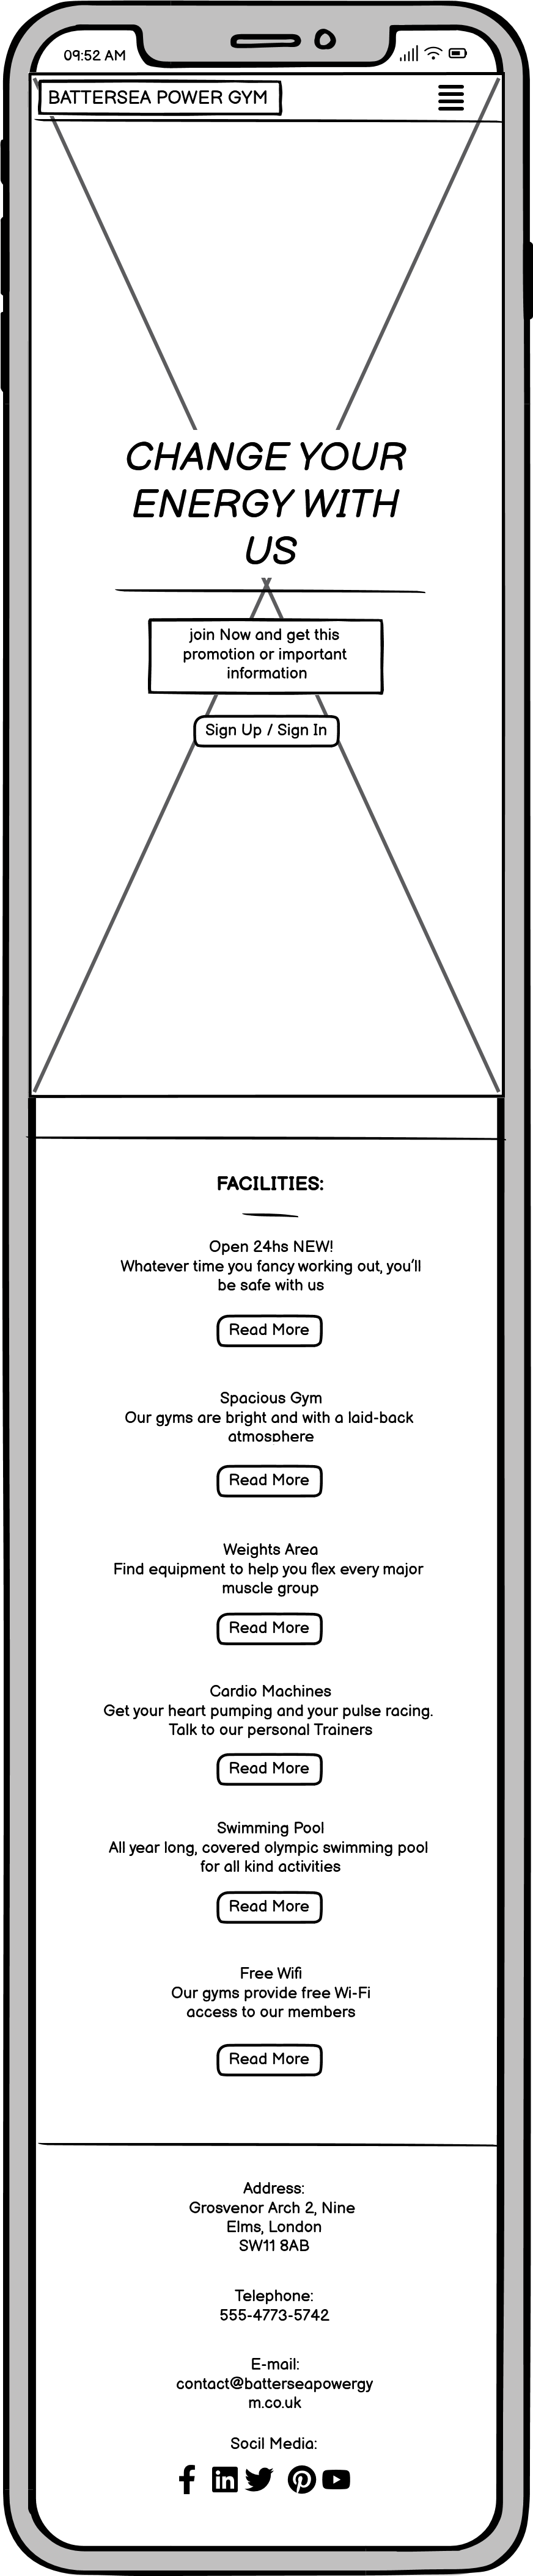 09:52 AM
BATTERSEA POWER GYM
CHANGE YOUR
ENERGY WITH
US
join Now and get this
promotion or important
information
Sign Up / Sign In
FACILITIES:
Open 24hs NEW!
Whatever time you fancy working out, you'll
be safe with us
Read More
Spacious Gym
Our gyms are bright and with a laid-back
atmosphere
Read More
Weights Area
Find equipment to help you flex every major
muscle group
Read More
Cardio Machines
Get your heart pumping and your pulse racing.
Talk to our personal Trainers
Read More
Swimming Pool
All year long, covered olympic swimming pool
for all kind activities
Read More
Free Wifi
Our gyms provide free Wi-Fi
access to our members
Read More
Address:
Grosvenor Arch 2, Nine
Elms, London
SW11 8AB
Telephone:
555-4773-5742
E-mail:
contact@batterseapowergy
m.co.uk
Socil Media: